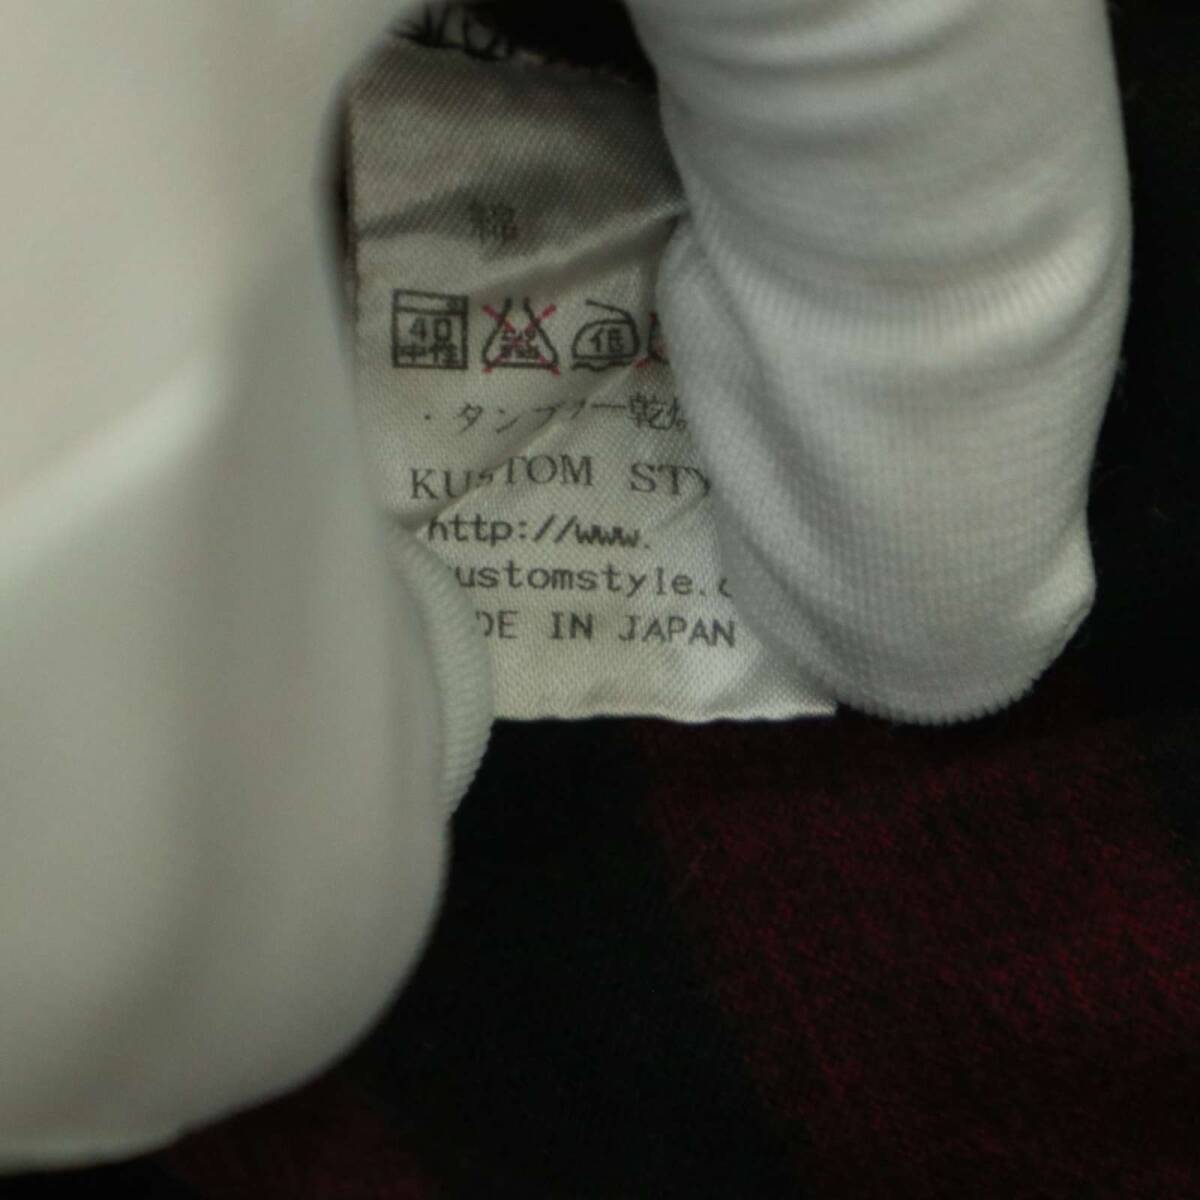 綿
40
中性
低
・タンブラー乾燥
KUSTOM STY
http://www.
ustomstyle.c
DE IN JAPAN